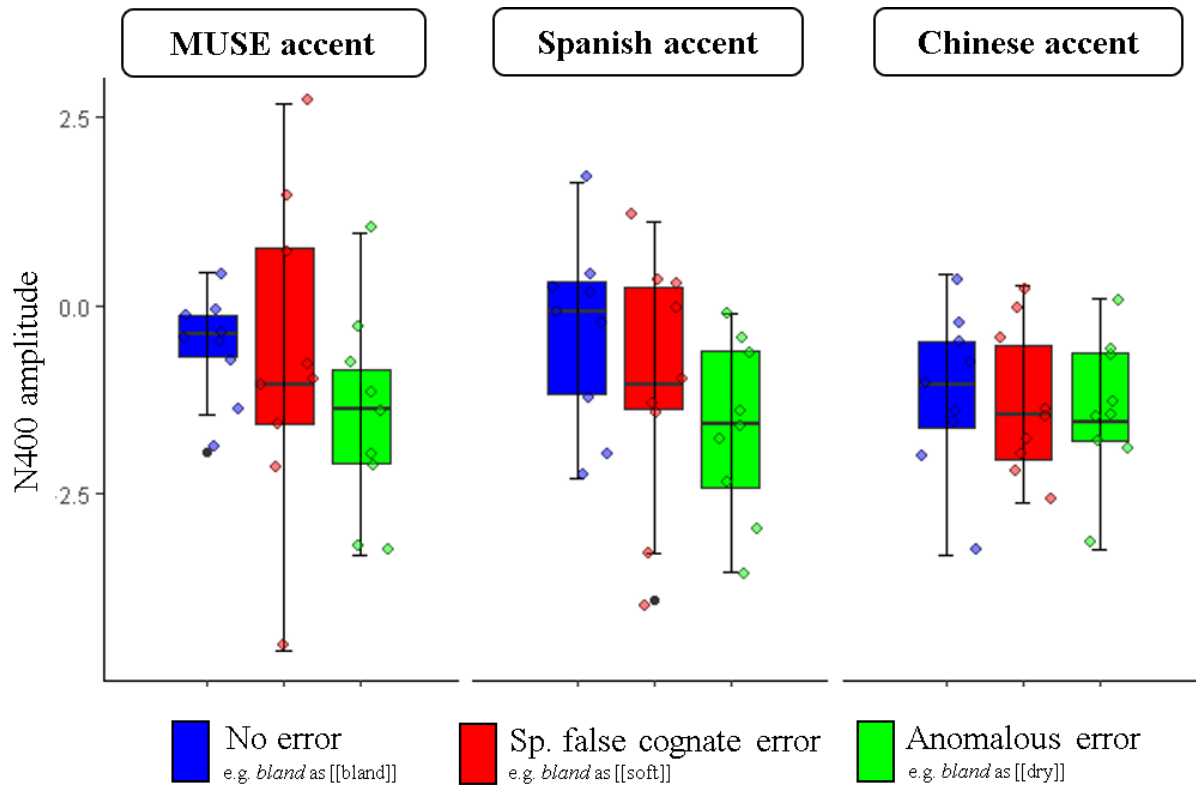 MUSE accent
Spanish accent
Chinese accent
N400 amplitude
2.5
0.0
-2.5
No error
e.g. bland as [[bland]]
Sp. false cognate error
e.g. bland as [[soft]]
Anomalous error
e.g. bland as [[dry]]